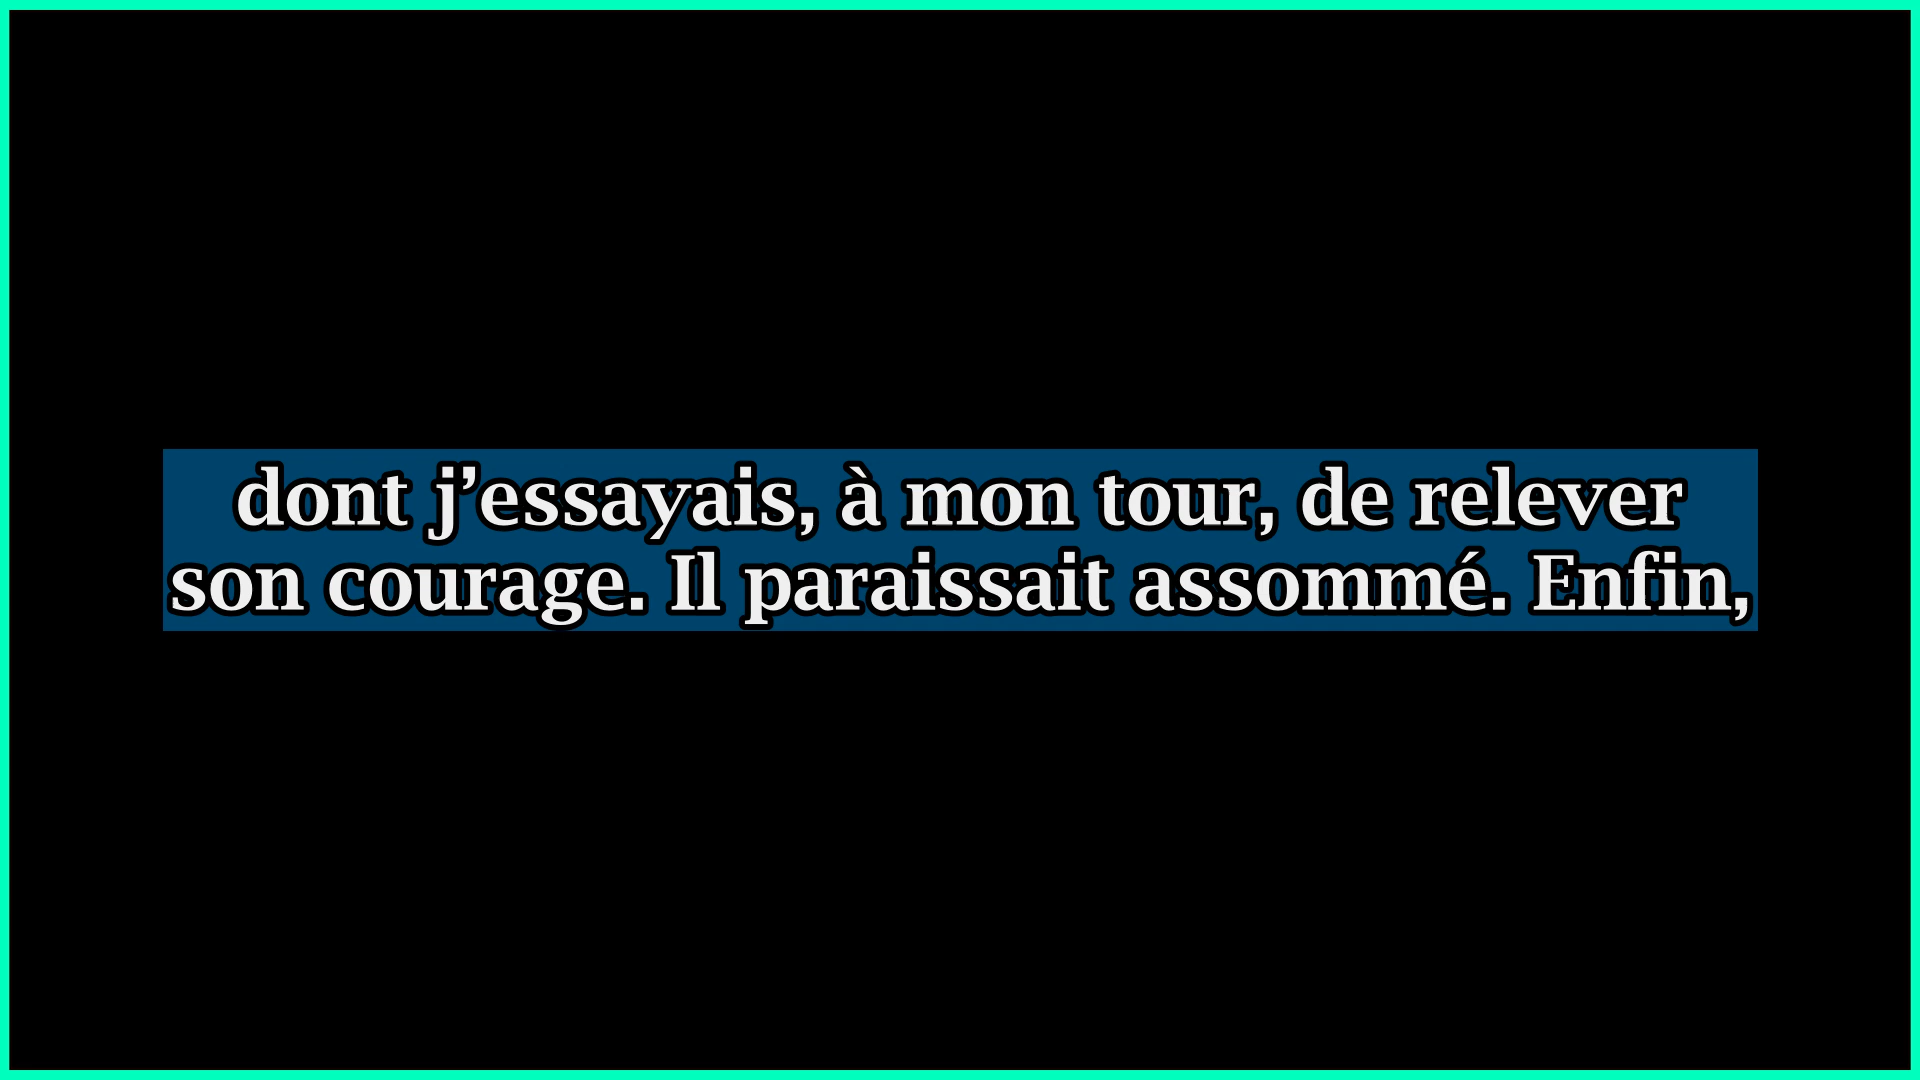 dont j’essayais, à mon tour, de relever
son courage. Il paraissait assommé. Enfin,